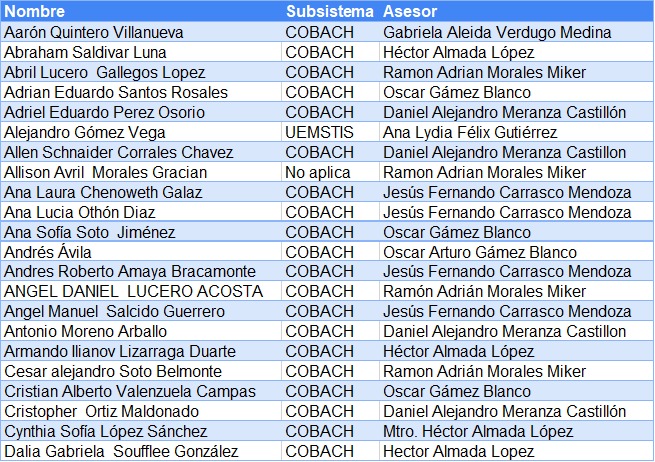 Nombre Subsistema Asesor
Aarón Quintero Villanueva COBACH Gabriela Aleida Verdugo Medina
Abraham Saldivar Luna COBACH Héctor Almada López
Abril Lucero  Gallegos Lopez COBACH Ramon Adrian Morales Miker
Adrian Eduardo Santos Rosales COBACH Oscar Gámez Blanco
Adriel Eduardo Perez Osorio COBACH Daniel Alejandro Meranza Castillón
Alejandro Gómez Vega UEMSTIS Ana Lydia Félix Gutiérrez
Allen Schnaider Corrales Chavez COBACH Daniel Alejandro Meranza Castillon
Allison Avril  Morales Gracian No aplica Ramon Adrian Morales Miker
Ana Laura Chenoweth Galaz COBACH Jesús Fernando Carrasco Mendoza
Ana Lucia Othón Diaz COBACH Jesús Fernando Carrasco Mendoza
Ana Sofía Soto  Jiménez COBACH Oscar Gámez Blanco
Andrés Ávila COBACH Oscar Arturo Gámez Blanco
Andres Roberto Amaya Bracamonte COBACH Jesús Fernando Carrasco Mendoza
ANGEL DANIEL  LUCERO ACOSTA COBACH Ramón Adrián Morales Miker
Angel Manuel  Salcido Guerrero COBACH Jesús Fernando Carrasco Mendoza
Antonio Moreno Arballo COBACH Daniel Alejandro Meranza Castillon
Armando Ilianov Lizarraga Duarte COBACH Héctor Almada López
Cesar alejandro Soto Belmonte COBACH Ramon Adrián Morales Miker
Cristian Alberto Valenzuela Campas COBACH Oscar Gámez Blanco
Cristopher  Ortiz Maldonado COBACH Daniel Alejandro Meranza Castillón
Cynthia Sofía López Sánchez COBACH Mtro. Héctor Almada López
Dalia Gabriela  Soufflee González COBACH Hector Almada Lopez